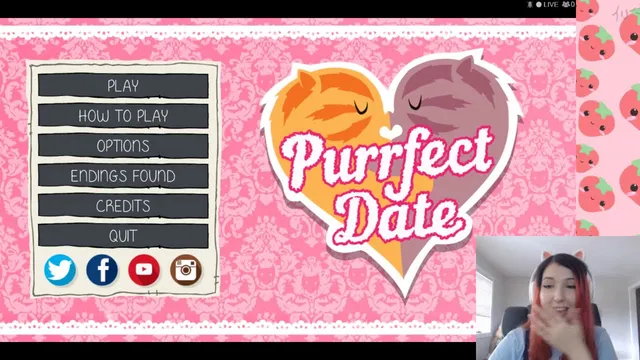 LIVE
PLAY
HOW TO PLAY
OPTIONS
ENDINGS FOUND
CREDITS
QUIT
Purrfect
Date